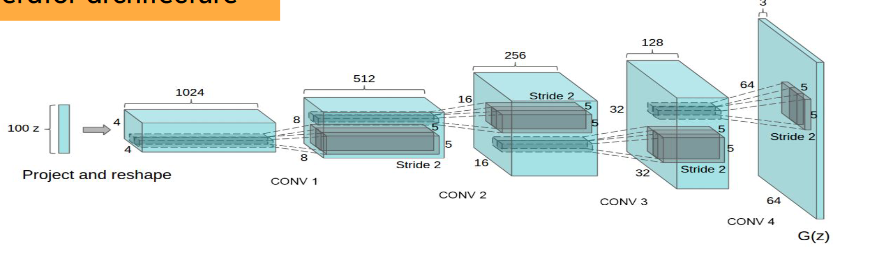 architecture
3
128
256
512
64
1024
16
Stride 2
5
32
5
4
8
5
5
5
100 z
5
5
Stride 2
4
5
5
8
Stride 2
16
Stride 2
32
Project and reshape
CONV 1
CONV 2
CONV 3
64
CONV 4
G(z)